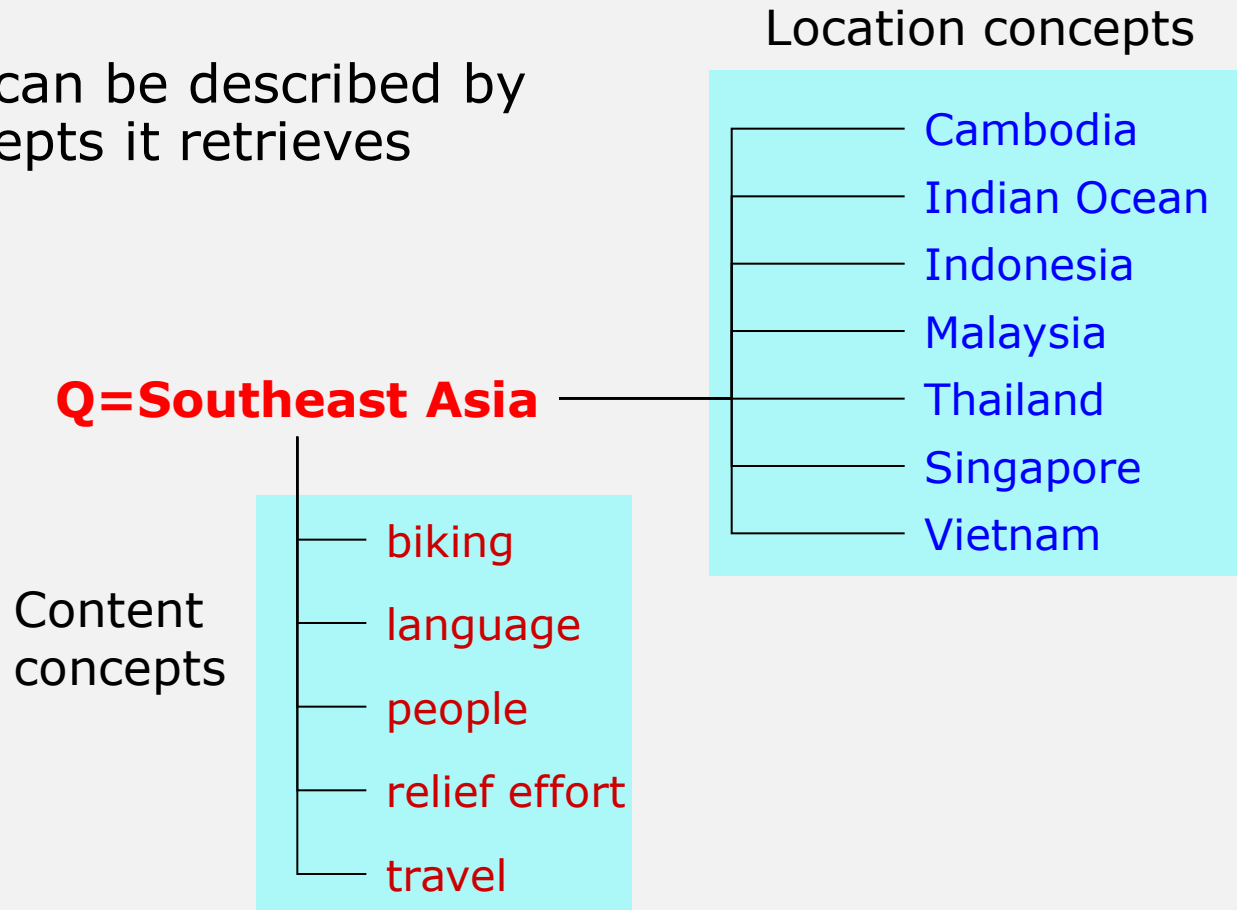 Location concepts
can be described by
epts it retrieves
Cambodia
Indian Ocean
Indonesia
Malaysia
Q=Southeast Asia
Thailand
Singapore
Vietnam
Content
concepts
biking
language
people
relief effort
travel